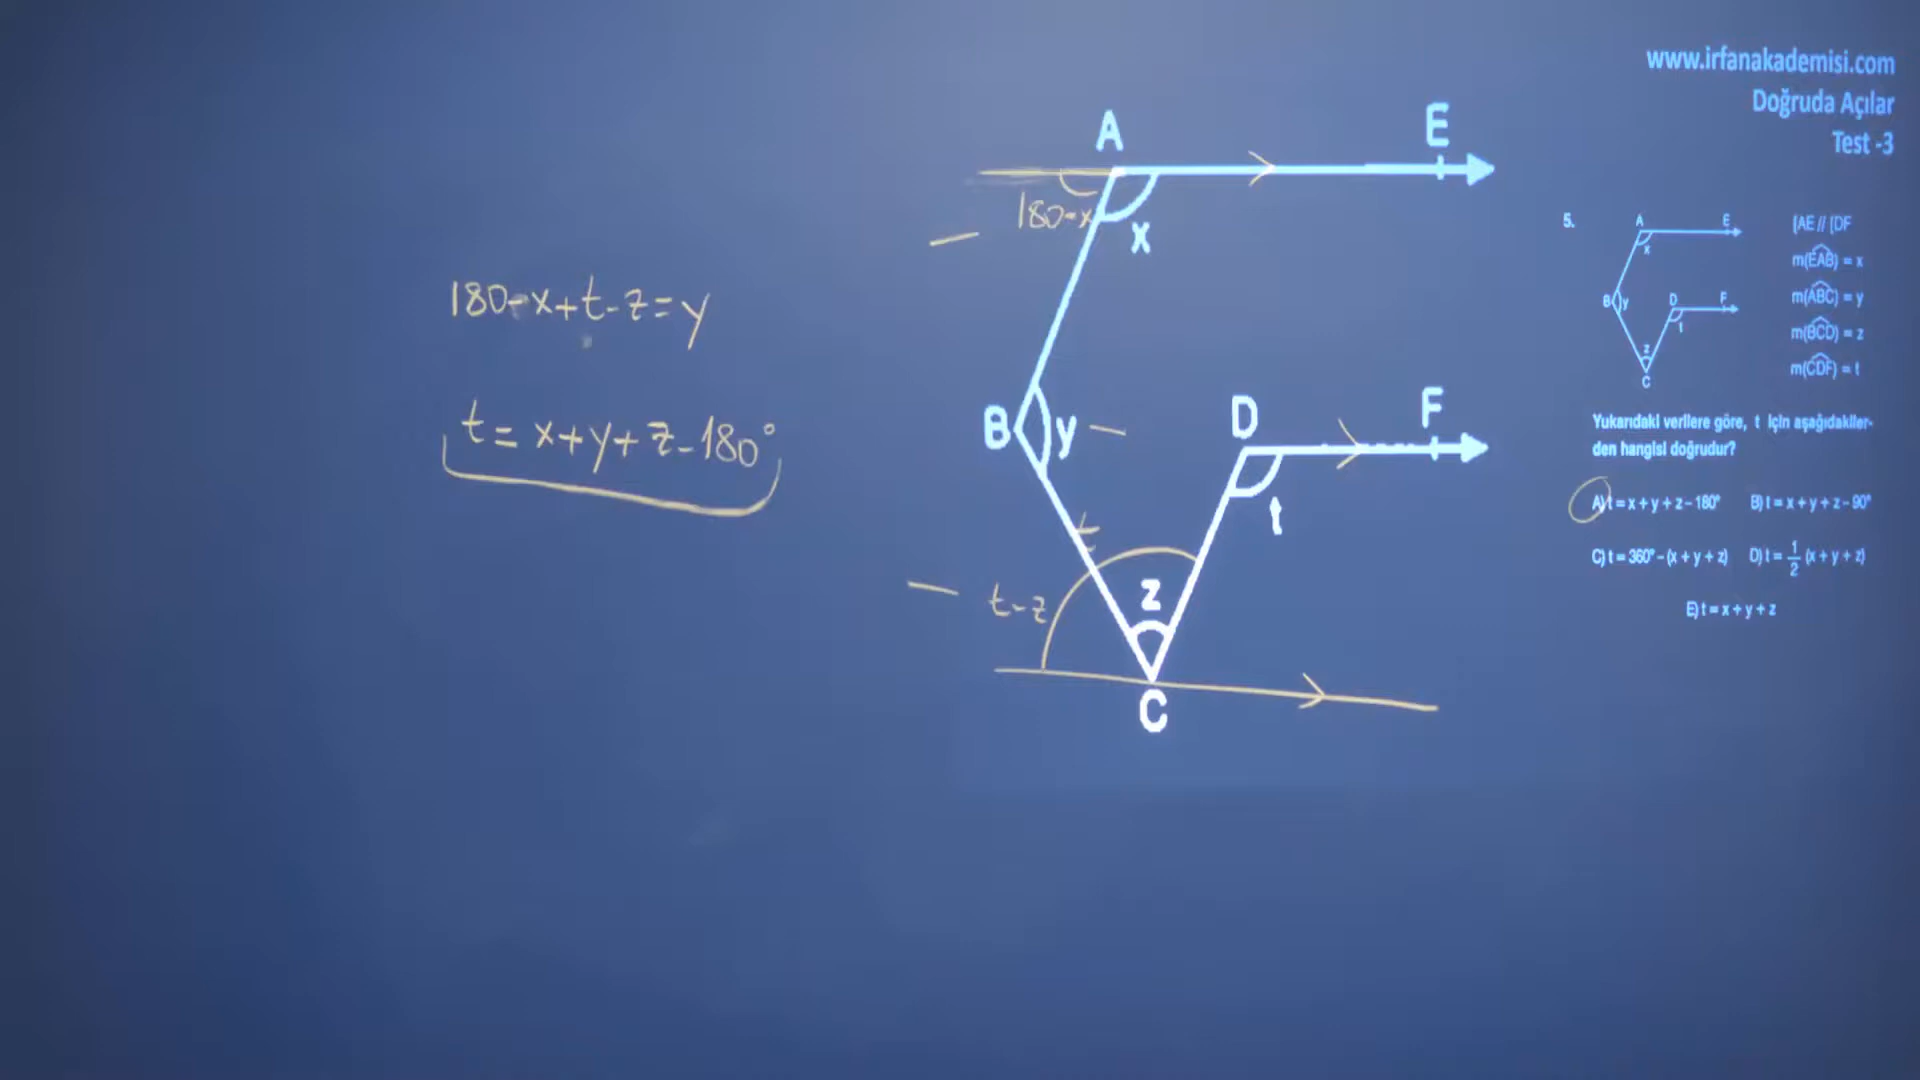 www.irfanakademisi.com
Doğruda Açılar
Test -3
180-x+t-z=y
t=x+y+z-180°
A
E
180-x
x
B
y
D
F
t
t
t-z
z
C
5.
A
E
x
B
y
D
F
t
z
C
[AE // [DF
m(EAB) = x
m(ABC) = y
m(BCD) = z
m(CDF) = t
Yukarıdaki verilere göre, t için aşağıdakiler-
den hangisi doğrudur?
A) t = x + y + z – 180° B) t = x + y + z – 90°
C) t = 360° – (x + y + z) D) t = 1/2 (x + y + z)
E) t = x + y + z